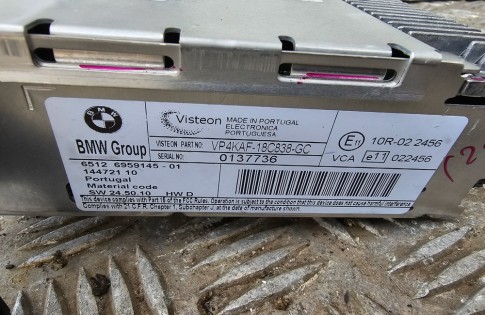 BMW
BMW Group
6512 6959145 - 01
144721 10
Portugal
Material code
SW 24.50.10 HW D
Visteon MADE IN PORTUGAL
ELECTRONICA
PORTUGUESA
VISTEON PART NO: VP4KAF-18C838-GC
SERIAL NO: 0137736
E11 10R-02 2456
VCA e11 022456
This device complies with Part 15 of the FCC Rules. Operation is subject to the condition that this device does not cause harmful interference
Complies with 21 C.F.R. Chapter 1, Subchapter J, at date of manufacture.